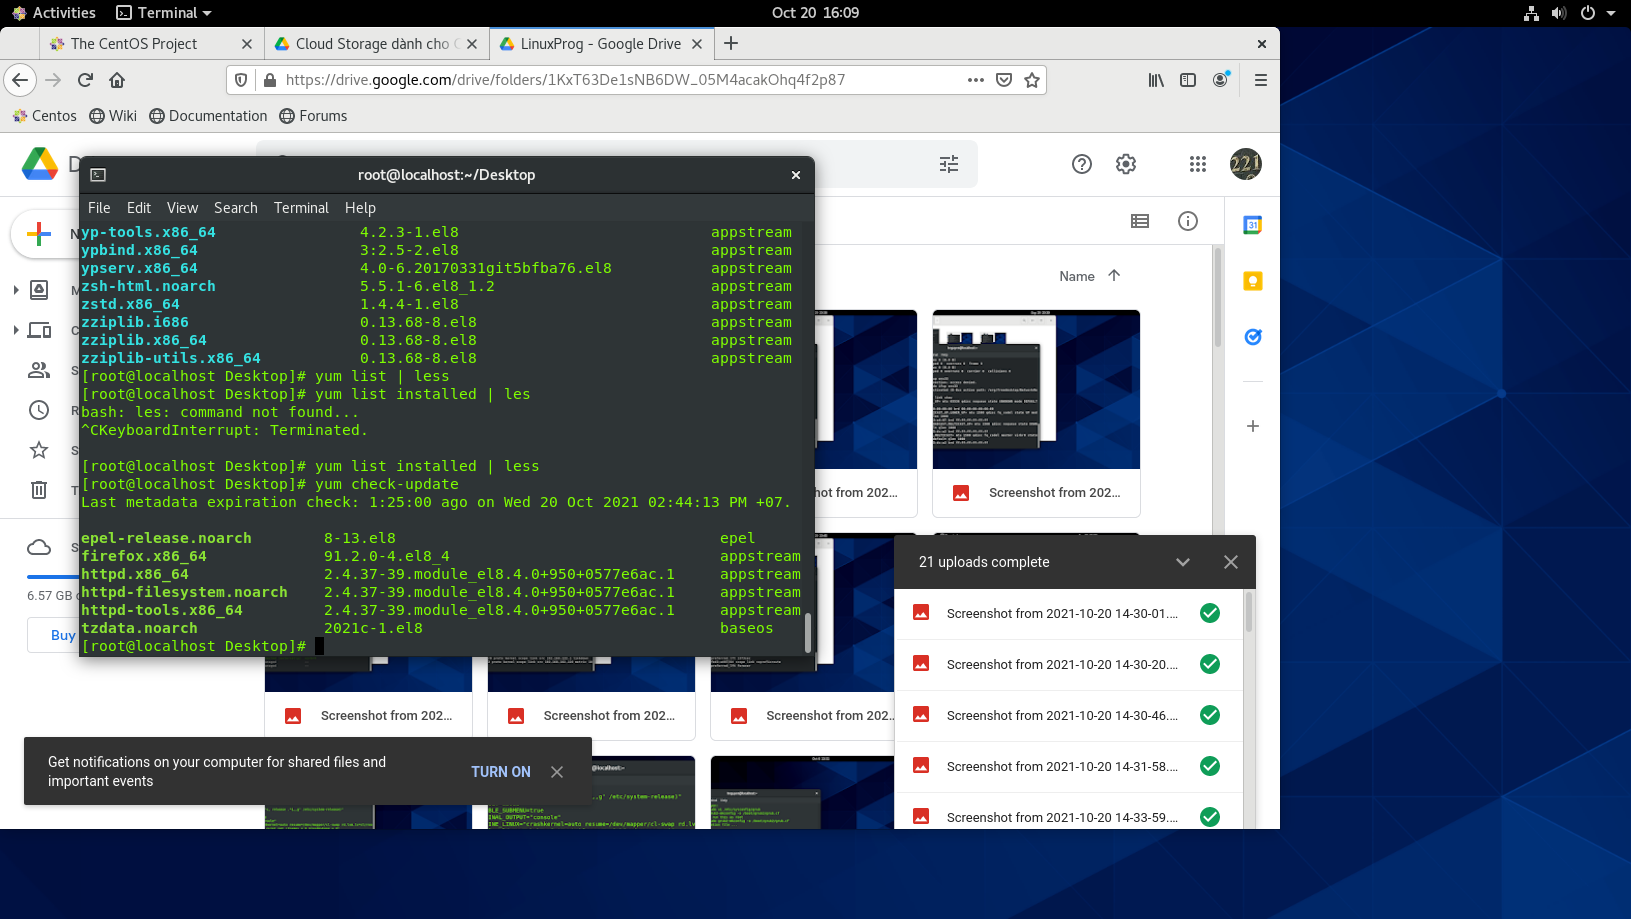 Activities
Terminal
Oct 20 16:09
The CentOS Project
Cloud Storage dành cho
LinuxProg - Google Drive
https://drive.google.com/drive/folders/1KxT63De1sNB6DW_05M4acakOhq4f2p87
Centos
Wiki
Documentation
Forums
221
root@localhost:~/Desktop
File Edit View Search Terminal Help
yp-tools.x86_64 4.2.3-1.el8 appstream
ypbind.x86_64 3:2.5-2.el8 appstream
ypserv.x86_64 4.0-6.20170331git5bfba76.el8 appstream
zsh-html.noarch 5.5.1-6.el8_1.2 appstream
zstd.x86_64 1.4.4-1.el8 appstream
zziplib.i686 0.13.68-8.el8 appstream
zziplib.x86_64 0.13.68-8.el8 appstream
zziplib-utils.x86_64 0.13.68-8.el8 appstream
[root@localhost Desktop]# yum list | less
[root@localhost Desktop]# yum list installed | les
bash: les: command not found...
^CKeyboardInterrupt: Terminated.
[root@localhost Desktop]# yum list installed | less
[root@localhost Desktop]# yum check-update
Last metadata expiration check: 1:25:00 ago on Wed 20 Oct 2021 02:44:13 PM +07.
epel-release.noarch 8-13.el8 epel
firefox.x86_64 91.2.0-4.el8_4 appstream
httpd.x86_64 2.4.37-39.module_el8.4.0+950+0577e6ac.1 appstream
httpd-filesystem.noarch 2.4.37-39.module_el8.4.0+950+0577e6ac.1 appstream
httpd-tools.x86_64 2.4.37-39.module_el8.4.0+950+0577e6ac.1 appstream
tzdata.noarch 2021c-1.el8 baseos
[root@localhost Desktop]#
6.57 GB
Buy
Name
31
hot from 202...
Screenshot from 202...
Screenshot from 202...
Screenshot from 202...
Screenshot from 202...
21 uploads complete
Screenshot from 2021-10-20 14-30-01....
Screenshot from 2021-10-20 14-30-20....
Screenshot from 2021-10-20 14-30-46....
Screenshot from 2021-10-20 14-31-58....
Screenshot from 2021-10-20 14-33-59....
Get notifications on your computer for shared files and
important events
TURN ON